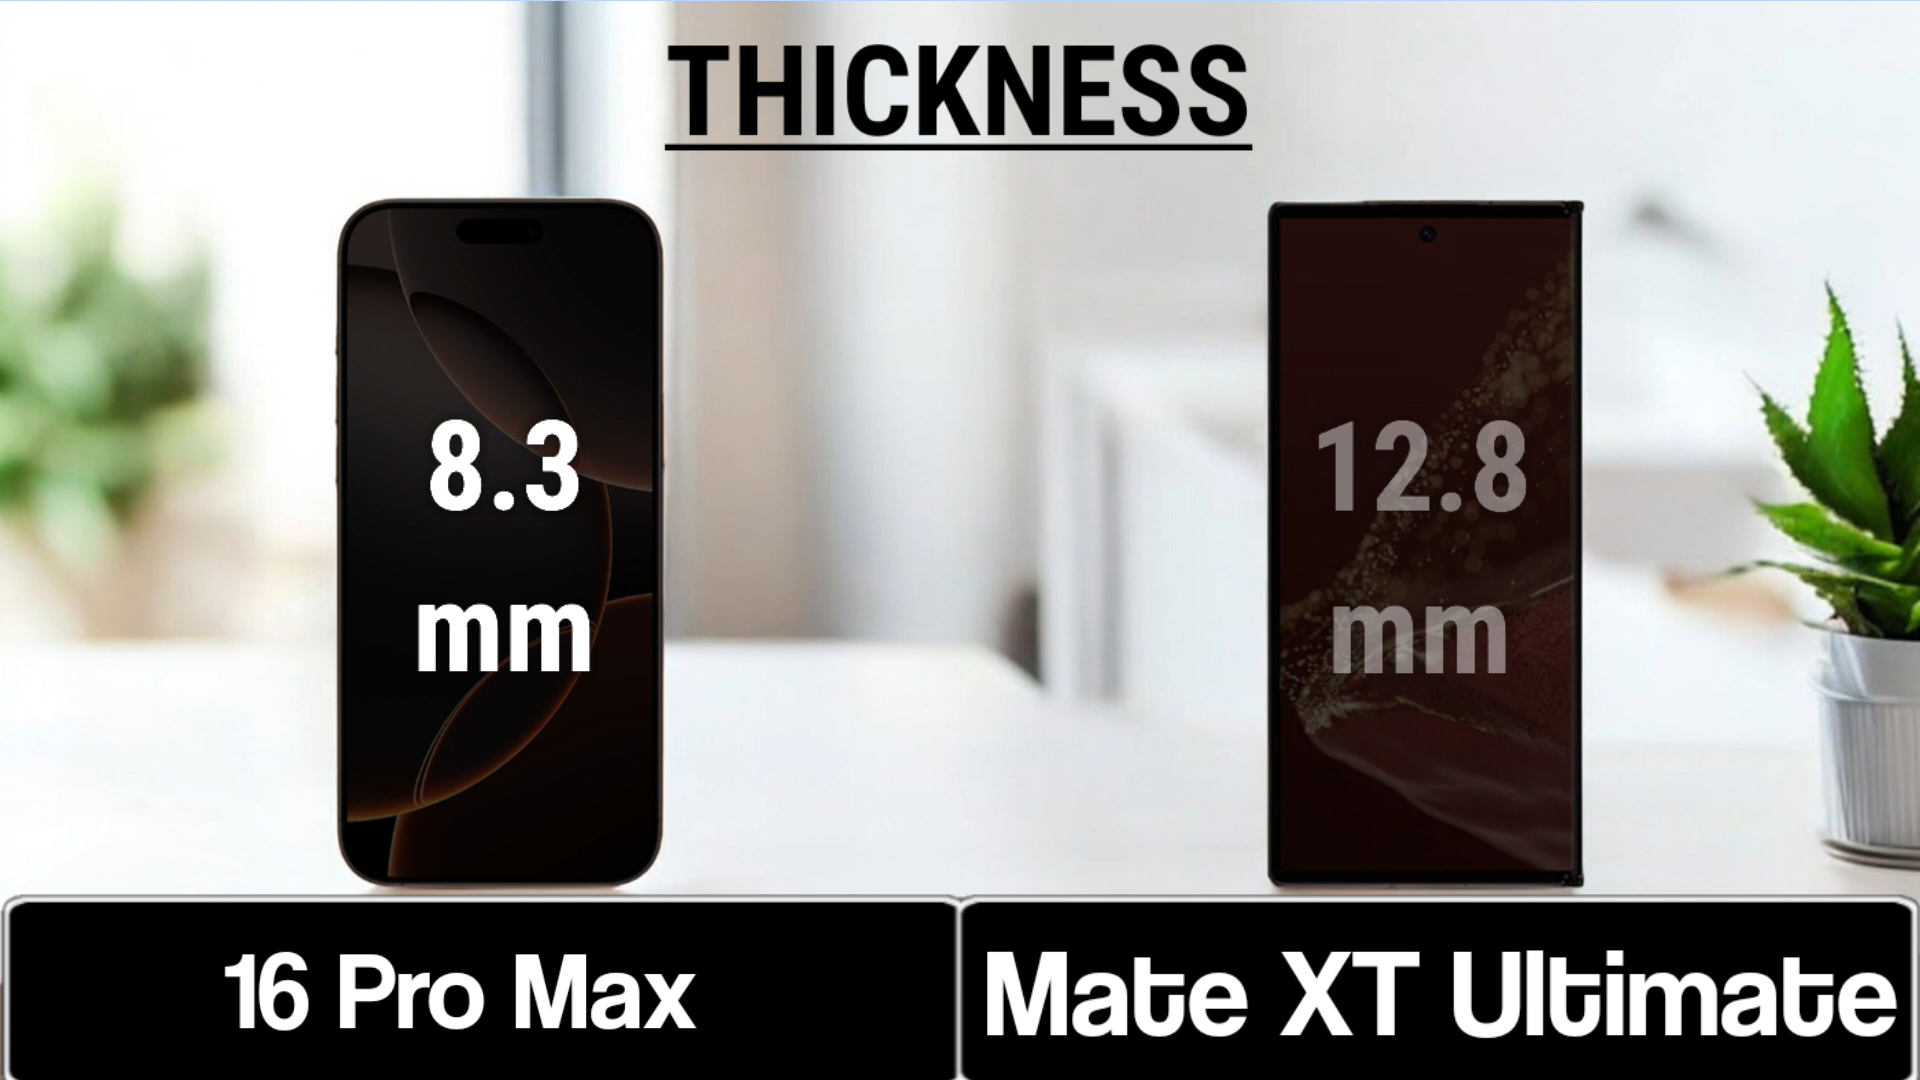 THICKNESS
8.3
mm
12.8
mm
16 Pro Max
Mate XT Ultimate